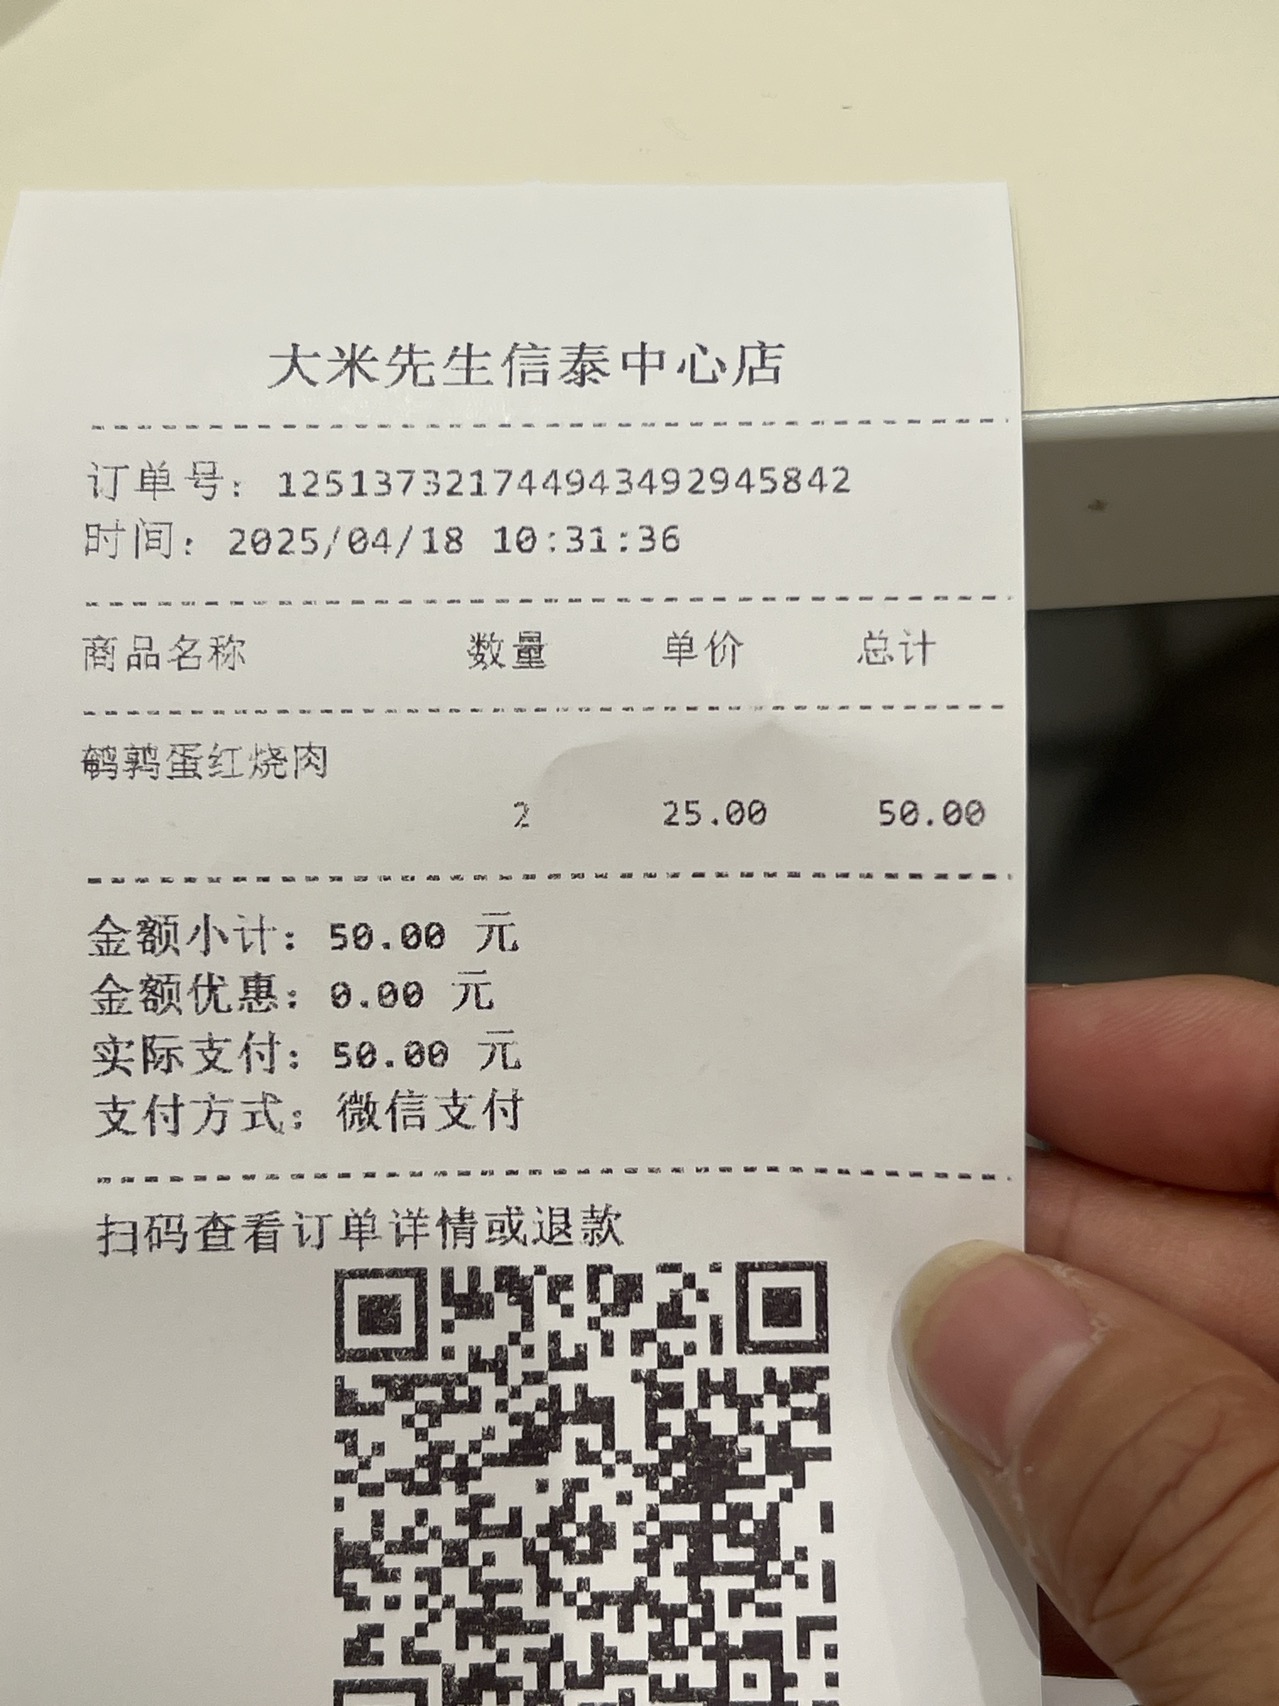 大米先生信泰中心店
订单号：1251373217449434929458​42
时间：2025/04/18 10:31:36
商品名称 数量 单价 总计
鹌鹑蛋红烧肉
2 25.00 50.00
金额小计：50.00 元
金额优惠：0.00 元
实际支付：50.00 元
支付方式：微信支付
扫码查看订单详情或退款